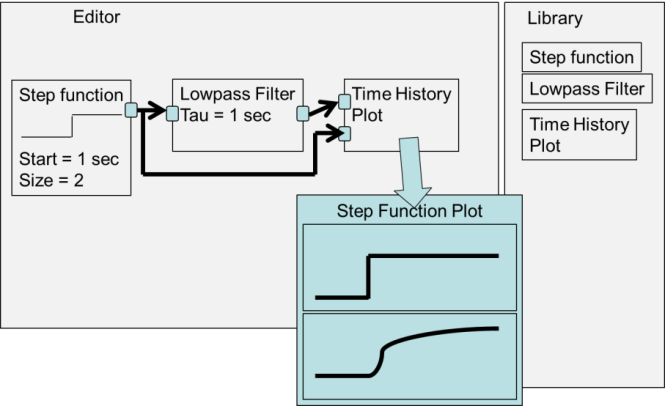 Editor
Library
Step function
Start = 1 sec
Size = 2
Lowpass Filter
Tau = 1 sec
Time History
Plot
Step function
Lowpass Filter
Time History
Plot
Step Function Plot